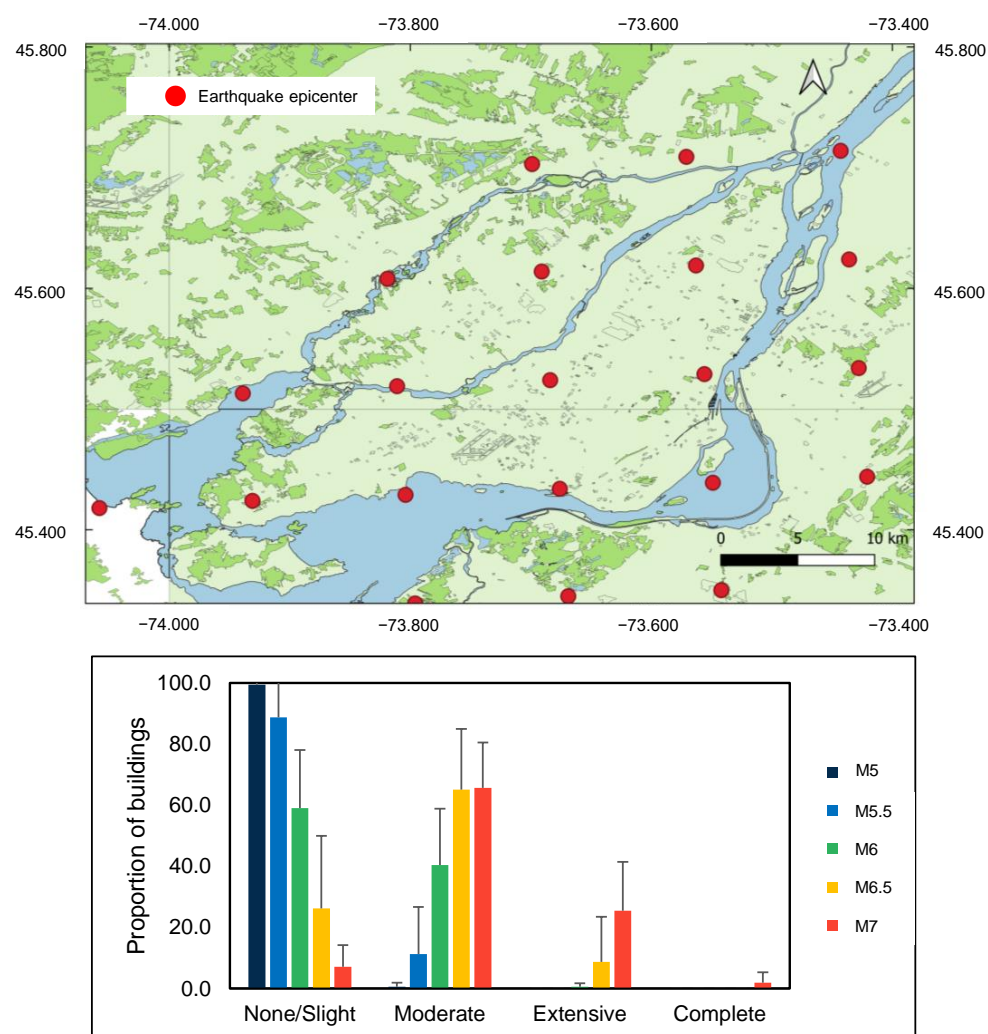 −74.000 −73.800 −73.600 −73.400
45.800 45.800
Earthquake epicenter
45.600 45.600
45.400 45.400
0 5 10 km
−74.000 −73.800 −73.600 −73.400
Proportion of buildings
100.0
80.0
60.0
40.0
20.0
0.0
None/Slight Moderate Extensive Complete
M5
M5.5
M6
M6.5
M7